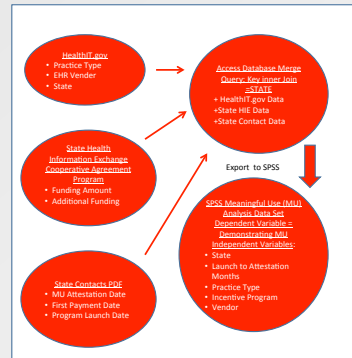 HealthIT.gov
• Practice Type
• EHR Vender
• State
Access Database Merge
Query: Key inner Join
=STATE
+ HealthIT.gov Data
+State HIE Data
+State Contact Data
State Health
Information Exchange
Cooperative Agreement
Program
• Funding Amount
• Additional Funding
Export to SPSS
SPSS Meaningful Use (MU)
Analysis Data Set
Dependent Variable =
Demonstrating MU
Independent Variables:
• State
• Launch to Attestation
Months
• Practice Type
• Incentive Program
• Vendor
State Contacts PDF
• MU Attestation Date
• First Payment Date
• Program Launch Date